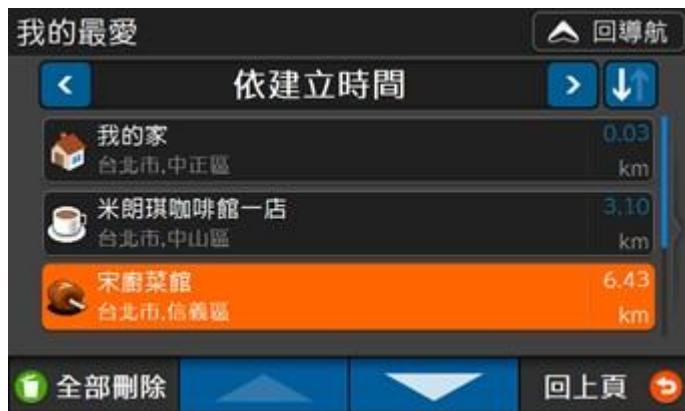 我的最愛
回導航
依建立時間
我的家
0.03
台北市,中正區
km
米朗琪咖啡館一店
3.10
台北市,中山區
km
宋廚菜館
6.43
台北市,信義區
km
全部刪除
回上頁